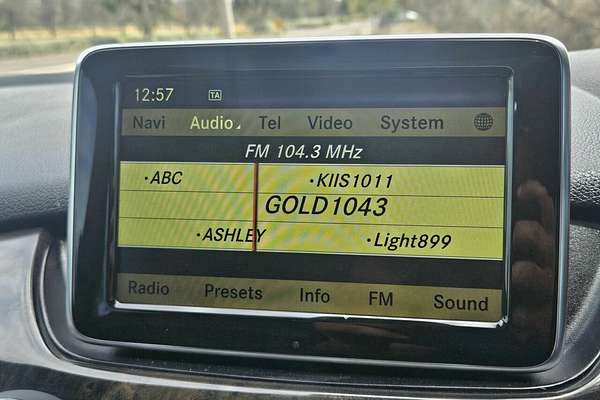 12:57 TA
Navi Audio Tel Video System
FM 104.3 MHz
·ABC ·KIIS1011
GOLD1043
·ASHLEY ·Light899
Radio Presets Info FM Sound